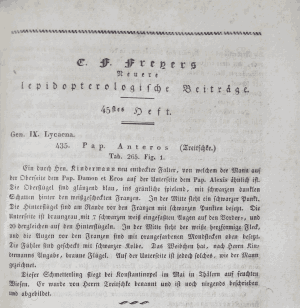 C. F. Freyers
Neuere
lepidopterologische Beiträge.
45stes Heft.
Gen. IX. Lycaena.
435. Pap. Anteros (Treitschke.)
Tab. 265. Fig. 1.
Ein durch Hrn. Kindermann neu entdeckter Falter, von welchem der Mann auf
der Oberseite dem Pap. Damon et Eros auf der Unterseite dem Pap. Alexis ähnlich ist.
Die Oberflügel sind glänzend blau, ins grünliche spielend, mit schwarzem dunklen
Schatten hinter den weißgescheckten Franzen. In der Mitte steht ein schwarzer Punkt.
Die Hinterflügel sind am Rande vor den Franzen mit schwarzen Punkten belegt. Die
Unterseite ist braungrau mit 7 schwarzen weiß eingefaßten Augen auf den Vorder-, und
20 dergleichen auf den Hinterflügeln. In der Mitte steht der weiße herzförmige Fleck,
und die Augen vor den Franzen sind mit orangefarbenen Mondflecken oben belegt.
Die Fühler sind gescheckt mit schwarzer Kolbe. Das Weibchen hat, nach Herrn Kin-
dermanns Angabe, braune Flügel. Auf der Unterseite ist jedoch solches, wie der Mann
gezeichnet.
Dieser Schmetterling fliegt bei Konstantinopel im Mai in Thälern auf feuchten
Wiesen. Er wurde von Herrn Treitschke benannt und ist noch nirgends beschrieben
und abgebildet.